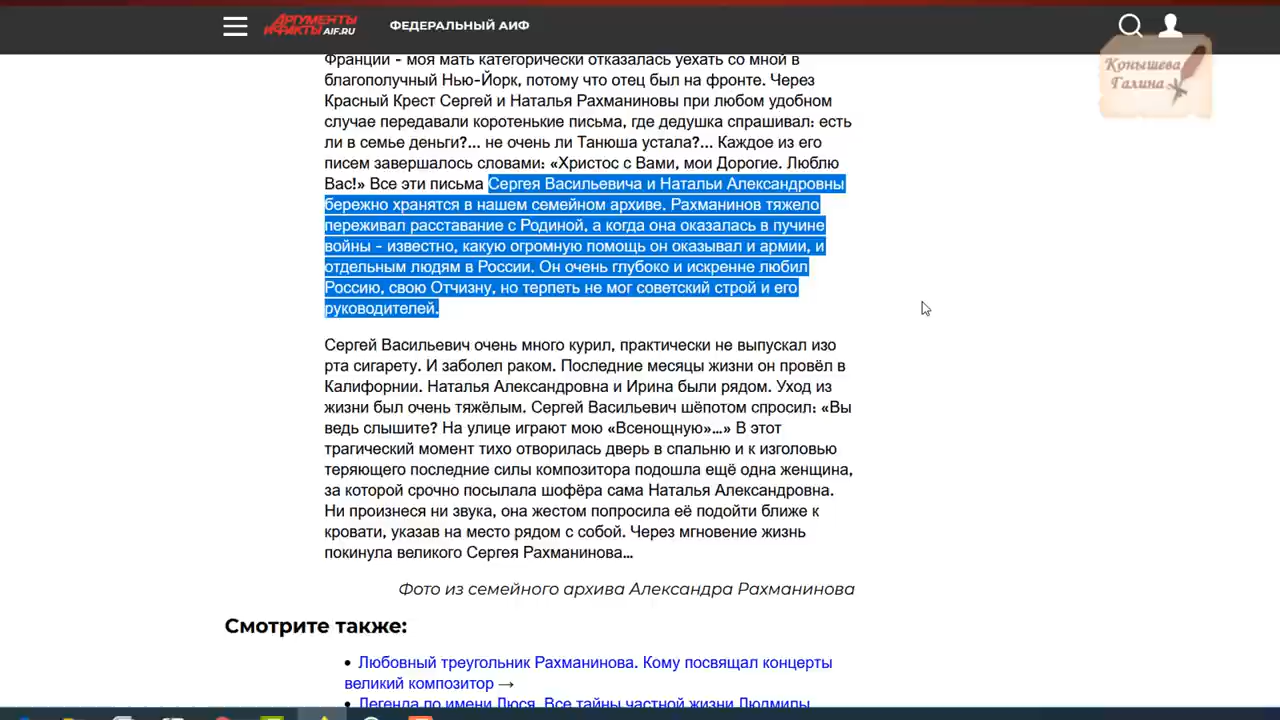 АРГУМЕНТЫ
И ФАКТЫ AIF.RU
ФЕДЕРАЛЬНЫЙ АИФ
Конышева
Галина
Франции - моя мать категорически отказалась уехать со мной в
благополучный Нью-Йорк, потому что отец был на фронте. Через
Красный Крест Сергей и Наталья Рахманиновы при любом удобном
случае передавали коротенькие письма, где дедушка спрашивал: есть
ли в семье деньги?... не очень ли Танюша устала?... Каждое из его
писем завершалось словами: «Христос с Вами, мои Дорогие. Люблю
Вас!» Все эти письма Сергея Васильевича и Натальи Александровны
бережно хранятся в нашем семейном архиве. Рахманинов тяжело
переживал расставание с Родиной, а когда она оказалась в пучине
войны - известно, какую огромную помощь он оказывал и армии, и
отдельным людям в России. Он очень глубоко и искренне любил
Россию, свою Отчизну, но терпеть не мог советский строй и его
руководителей.
Сергей Васильевич очень много курил, практически не выпускал изо
рта сигарету. И заболел раком. Последние месяцы жизни он провёл в
Калифорнии. Наталья Александровна и Ирина были рядом. Уход из
жизни был очень тяжёлым. Сергей Васильевич шёпотом спросил: «Вы
ведь слышите? На улице играют мою «Всенощную»...» В этот
трагический момент тихо отворилась дверь в спальню и к изголовью
теряющего последние силы композитора подошла ещё одна женщина,
за которой срочно посылала шофёра сама Наталья Александровна.
Ни произнеся ни звука, она жестом попросила её подойти ближе к
кровати, указав на место рядом с собой. Через мгновение жизнь
покинула великого Сергея Рахманинова...
Фото из семейного архива Александра Рахманинова
Смотрите также:
• Любовный треугольник Рахманинова. Кому посвящал концерты
великий композитор →
• Легенда по имени Люся. Все тайны частной жизни Людмилы